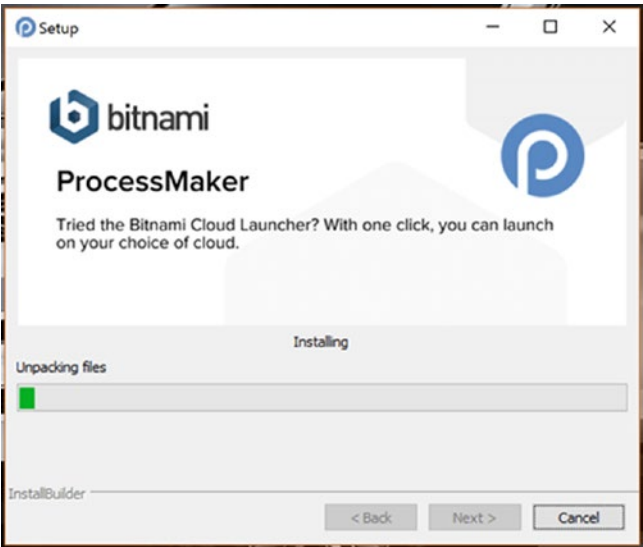 Setup
bitnami
ProcessMaker
Tried the Bitnami Cloud Launcher? With one click, you can launch
on your choice of cloud.
Installing
Unpacking files
InstallBuilder
< Back Next > Cancel